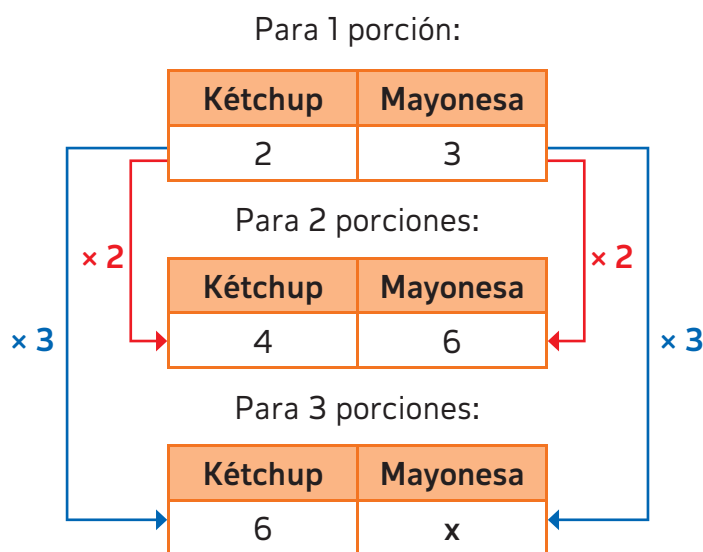 Para 1 porción:
Kétchup Mayonesa
2 3
Para 2 porciones:
× 2 × 2
Kétchup Mayonesa
4 6
× 3 × 3
Para 3 porciones:
Kétchup Mayonesa
6 x